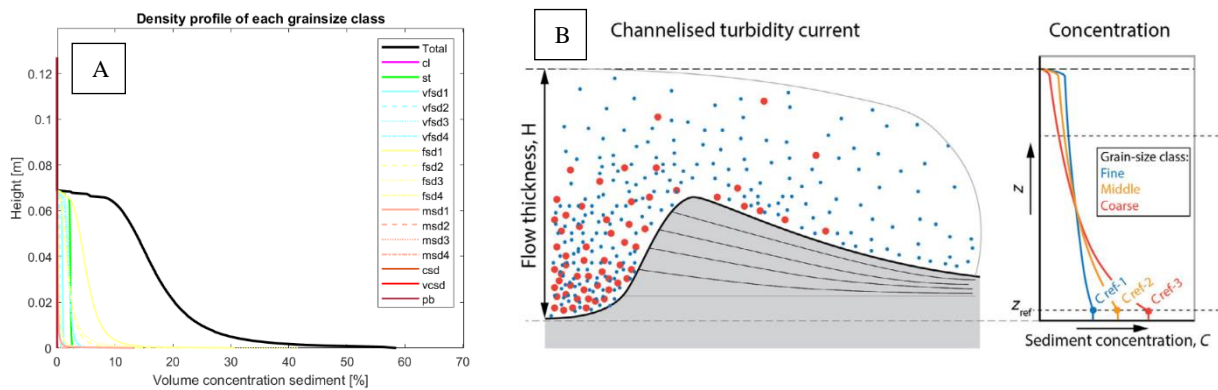 Density profile of each grainsize class
A
Total
cl
st
vfsd1
vfsd2
vfsd3
vfsd4
fsd1
fsd2
fsd3
fsd4
msd1
msd2
msd3
msd4
csd
vcsd
pb
0.12
0.1
0.08
0.06
0.04
0.02
0
Height [m]
0 10 20 30 40 50 60 70
Volume concentration sediment [%]
B
Channelised turbidity current
Flow thickness, H
Concentration
z
Grain-size class:
Fine
Middle
Coarse
C ref-1
C ref-2
C ref-3
z ref
Sediment concentration, C